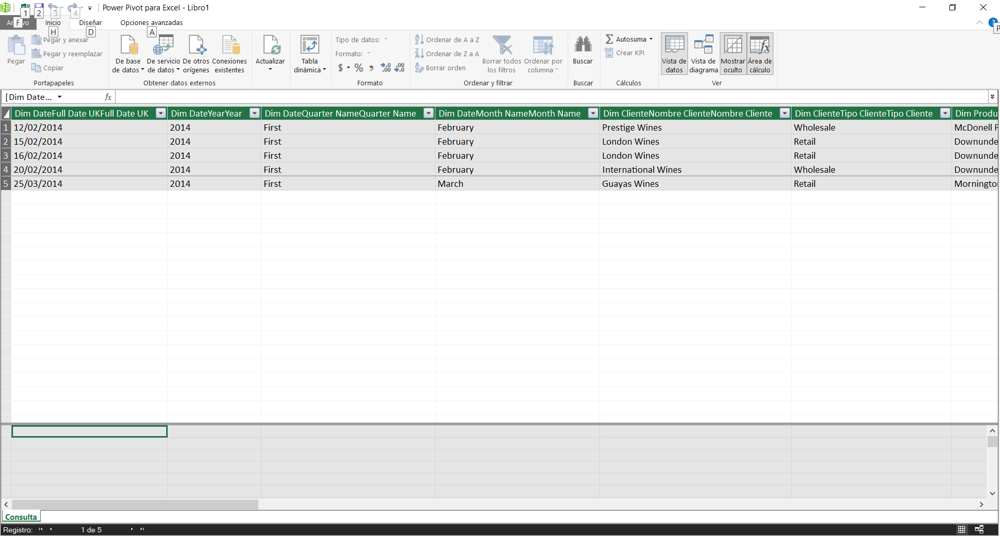 1 2 3 4 Power Pivot para Excel - Libro1
F Inicio Diseñar Opciones avanzadas ?
H D A P
Pegar
Pegar y anexar
Pegar y reemplazar
Copiar
Portapapeles
De base de datos
De servicio de datos
De otros orígenes
Conexiones existentes
Obtener datos externos
Actualizar
Tabla dinámica
Tipo de datos:
Formato:
$ % , .0 .00 .00 .0
Formato
Ordenar de A a Z
Ordenar de Z a A
Borrar orden
Borrar todos los filtros
Ordenar por columna
Ordenar y filtrar
Buscar
Buscar
Autosuma
Crear KPI
Cálculos
Vista de datos
Vista de diagrama
Mostrar oculto
Área de cálculo
Ver
[Dim Date... fx
Dim DateFull Date UKFull Date UK Dim DateYearYear Dim DateQuarter NameQuarter Name Dim DateMonth NameMonth Name Dim ClienteNombre ClienteNombre Cliente Dim ClienteTipo ClienteTipo Cliente Dim Produ
1 12/02/2014 2014 First February Prestige Wines Wholesale McDonell P
2 15/02/2014 2014 First February London Wines Retail Downunde
3 16/02/2014 2014 First February London Wines Retail Downunde
4 20/02/2014 2014 First February International Wines Wholesale Downunde
5 25/03/2014 2014 First March Guayas Wines Retail Morningto
Consulta
Registro: 1 de 5